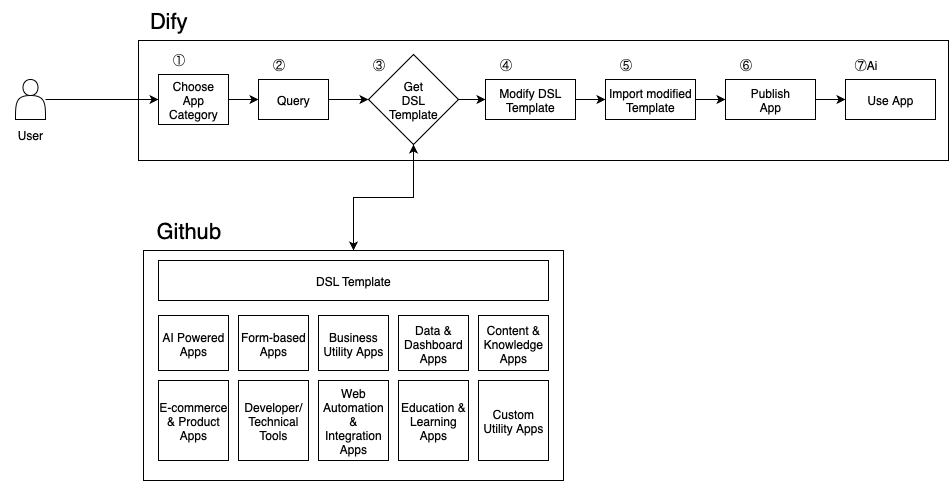 Dify
①
②
③
④
⑤
⑥
⑦Ai
Choose
App
Category
Query
Get
DSL
Template
Modify DSL
Template
Import modified
Template
Publish
App
Use App
User
Github
DSL Template
AI Powered
Apps
Form-based
Apps
Business
Utility Apps
Data &
Dashboard
Apps
Content &
Knowledge
Apps
E-commerce
& Product
Apps
Developer/
Technical
Tools
Web
Automation
&
Integration
Apps
Education &
Learning
Apps
Custom
Utility Apps